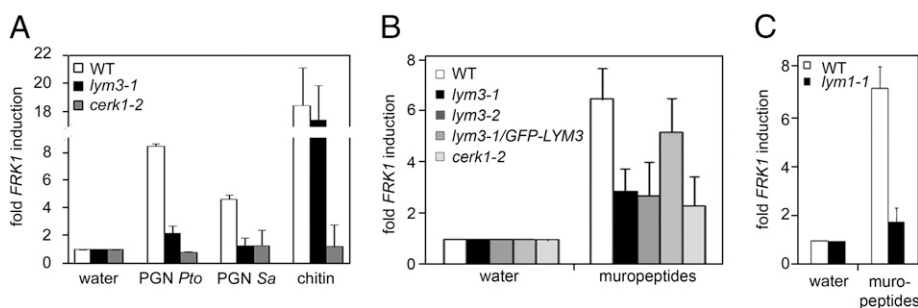 A
22
20
18
10
8
6
4
2
0
fold FRK1 induction
WT
lym3-1
cerk1-2
water
PGN Pto
PGN Sa
chitin
B
8
6
4
2
0
fold FRK1 induction
WT
lym3-1
lym3-2
lym3-1/GFP-LYM3
cerk1-2
water
muropeptides
C
8
6
4
2
0
fold FRK1 induction
WT
lym1-1
water
muro-
peptides